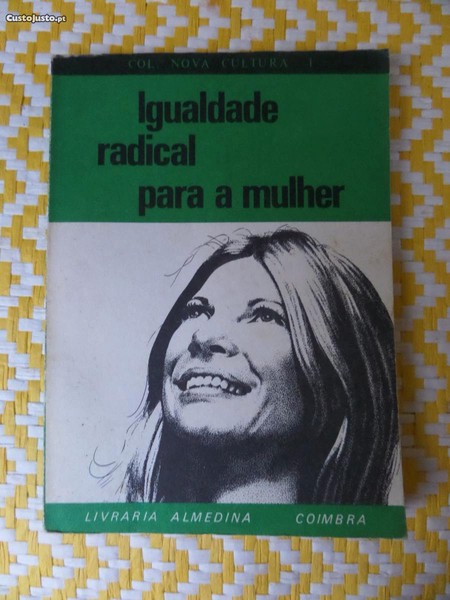 CustoJusto.pt
COL. NOVA CULTURA 1
Igualdade
radical
para a mulher
LIVRARIA ALMEDINA COIMBRA